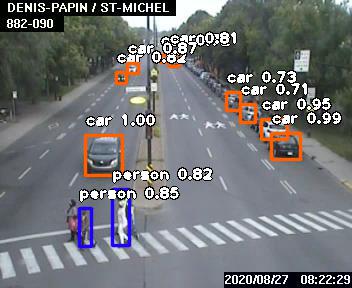 DENIS-PAPIN / ST-MICHEL
882-090
car 0.81
car 0.87
car 0.82
car 0.73
car 0.71
car 0.95
car 0.99
car 1.00
person 0.82
person 0.85
2020/08/27 08:22:29